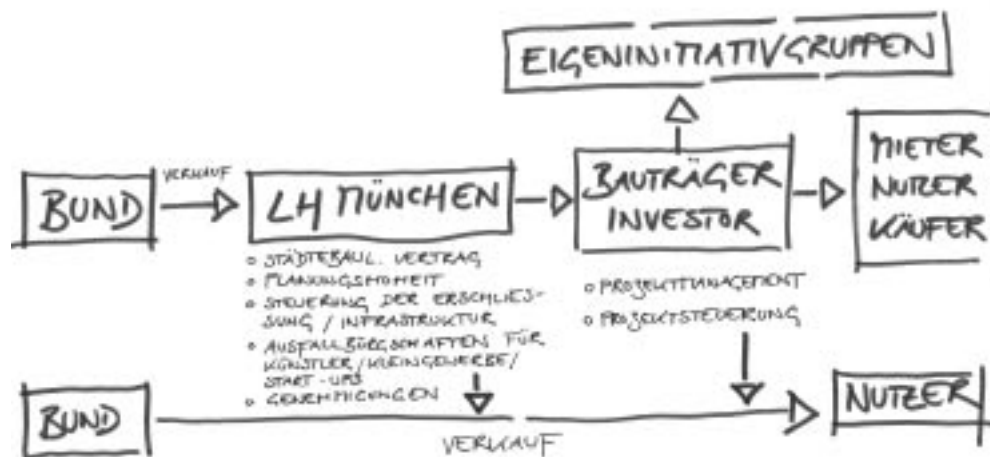 EIGENINITIATIVGRUPPEN
BUND
VERKAUF
LH MÜNCHEN
BAUTRÄGER
INVESTOR
MIETER
NUTZER
KÄUFER
o STÄDTEBAUL. VERTRAG
o PLANUNGSHOHEIT
o STEUERUNG DER ERSCHLIES-
SUNG / INFRASTRUKTUR
o AUSFALLBÜRGSCHAFTEN FÜR
KÜNSTLER/KLEINGEWERBE/
START-UPS
o GENEHMIGUNGEN
o PROJEKTMANAGEMENT
o PROJEKTSTEUERUNG
BUND
VERKAUF
NUTZER